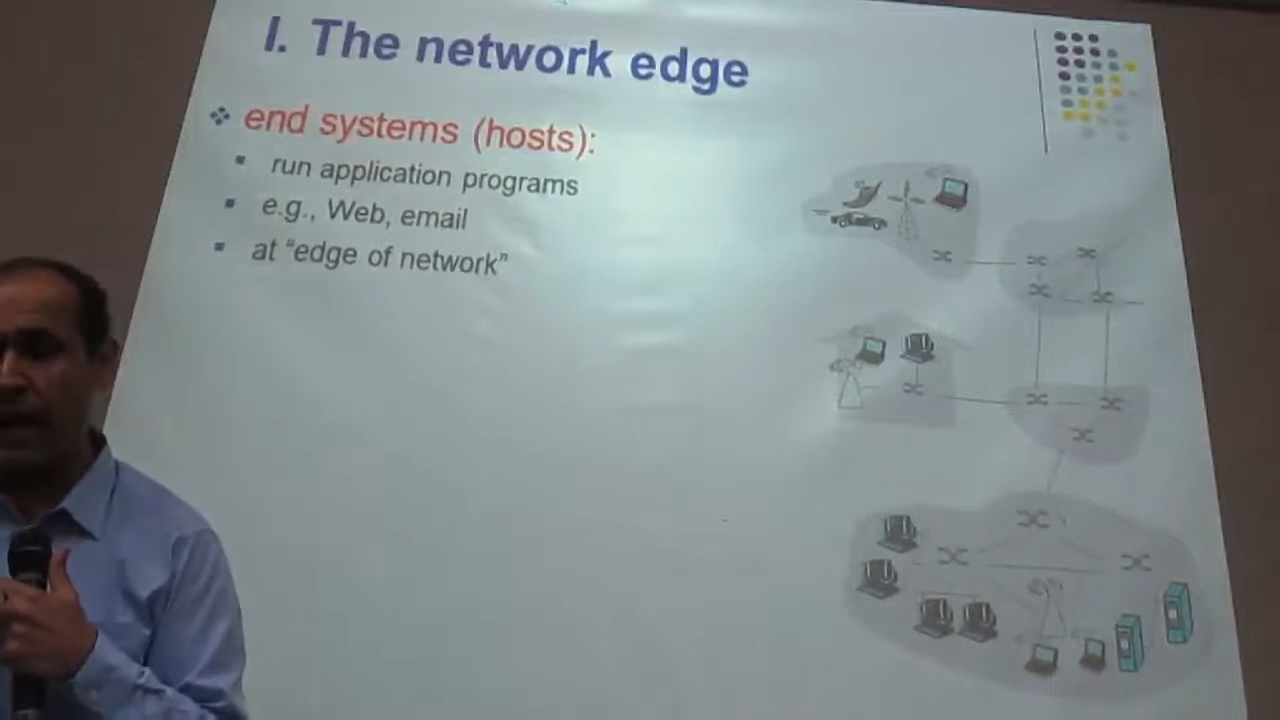 I. The network edge
end systems (hosts):
run application programs
e.g., Web, email
at “edge of network”